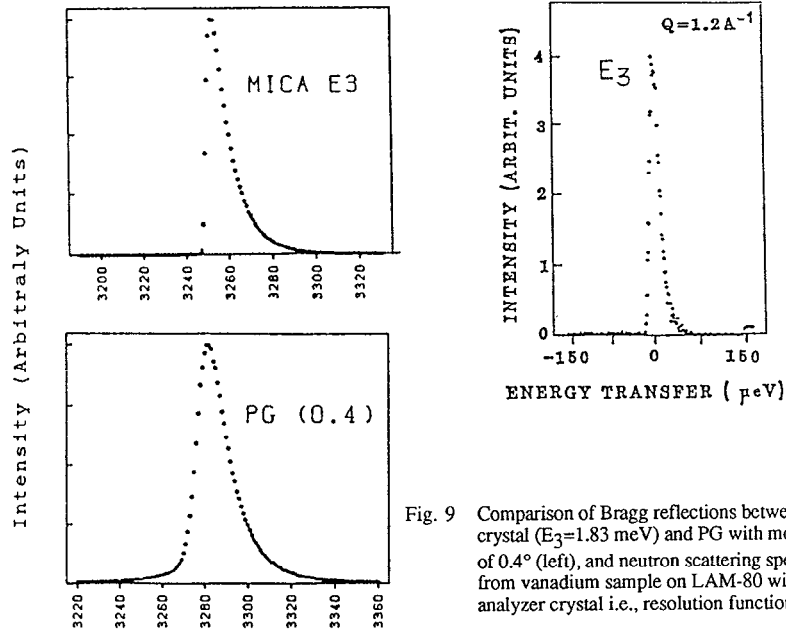 Intensity (Arbitraly Units)
MICA E3
3200 3220 3240 3260 3280 3300 3320
PG (0.4)
3220 3240 3260 3280 3300 3320 3340 3360
INTENSITY (ARBIT. UNITS)
Q=1.2A⁻¹
E3
4
3
2
1
0
-150 0 150
ENERGY TRANSFER ( μeV)
Fig. 9 Comparison of Bragg reflections betwe
crystal (E3=1.83 meV) and PG with mo
of 0.4° (left), and neutron scattering spe
from vanadium sample on LAM-80 wi
analyzer crystal i.e., resolution function